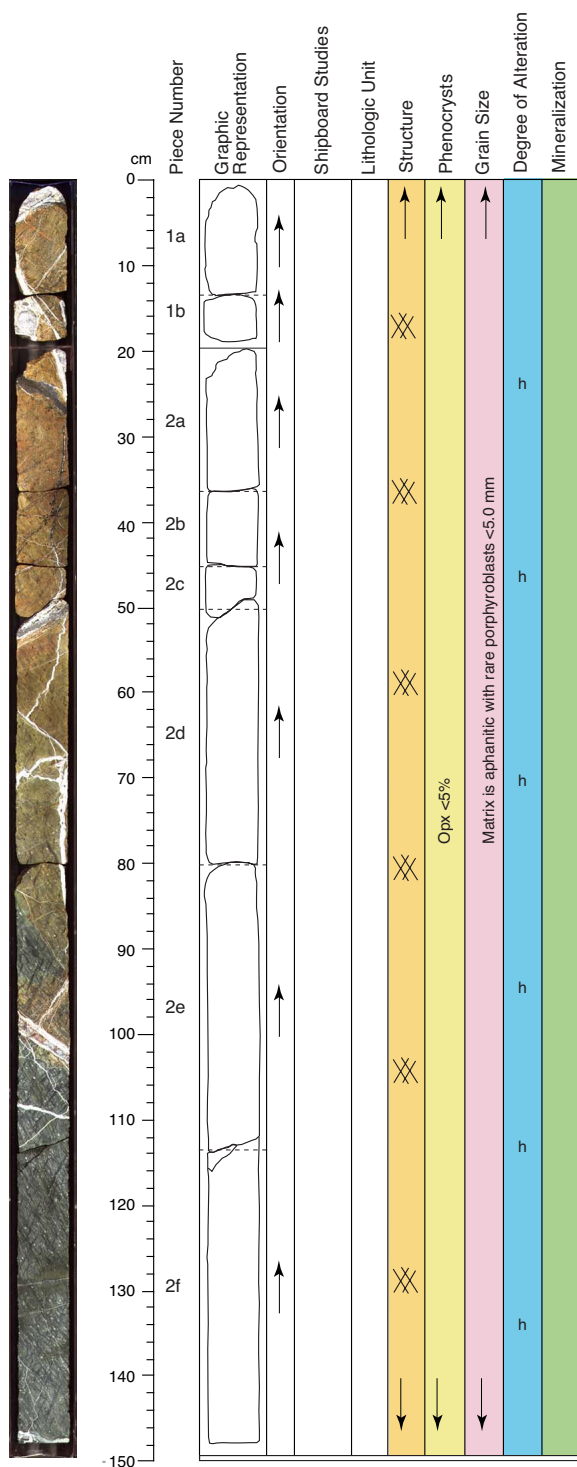 cm
Piece Number
Graphic
Representation
Orientation
Shipboard Studies
Lithologic Unit
Structure
Phenocrysts
Grain Size
Degree of Alteration
Mineralization
0
1a
10
1b
20
h
2a
30
2b
40
h
2c
50
60
2d
70
h
Opx <5%
Matrix is aphanitic with rare porphyroblasts <5.0 mm
80
90
h
2e
100
110
h
120
2f
130
h
140
150